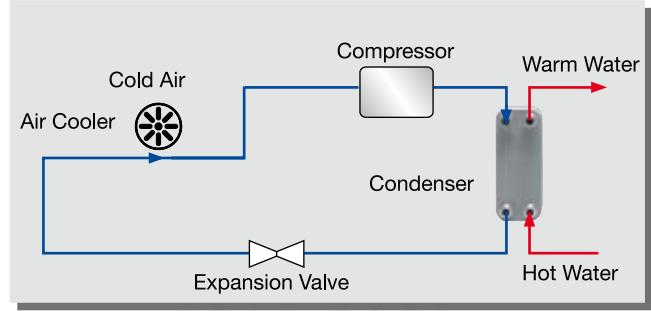 Compressor
Warm Water
Cold Air
Air Cooler
Condenser
Hot Water
Expansion Valve